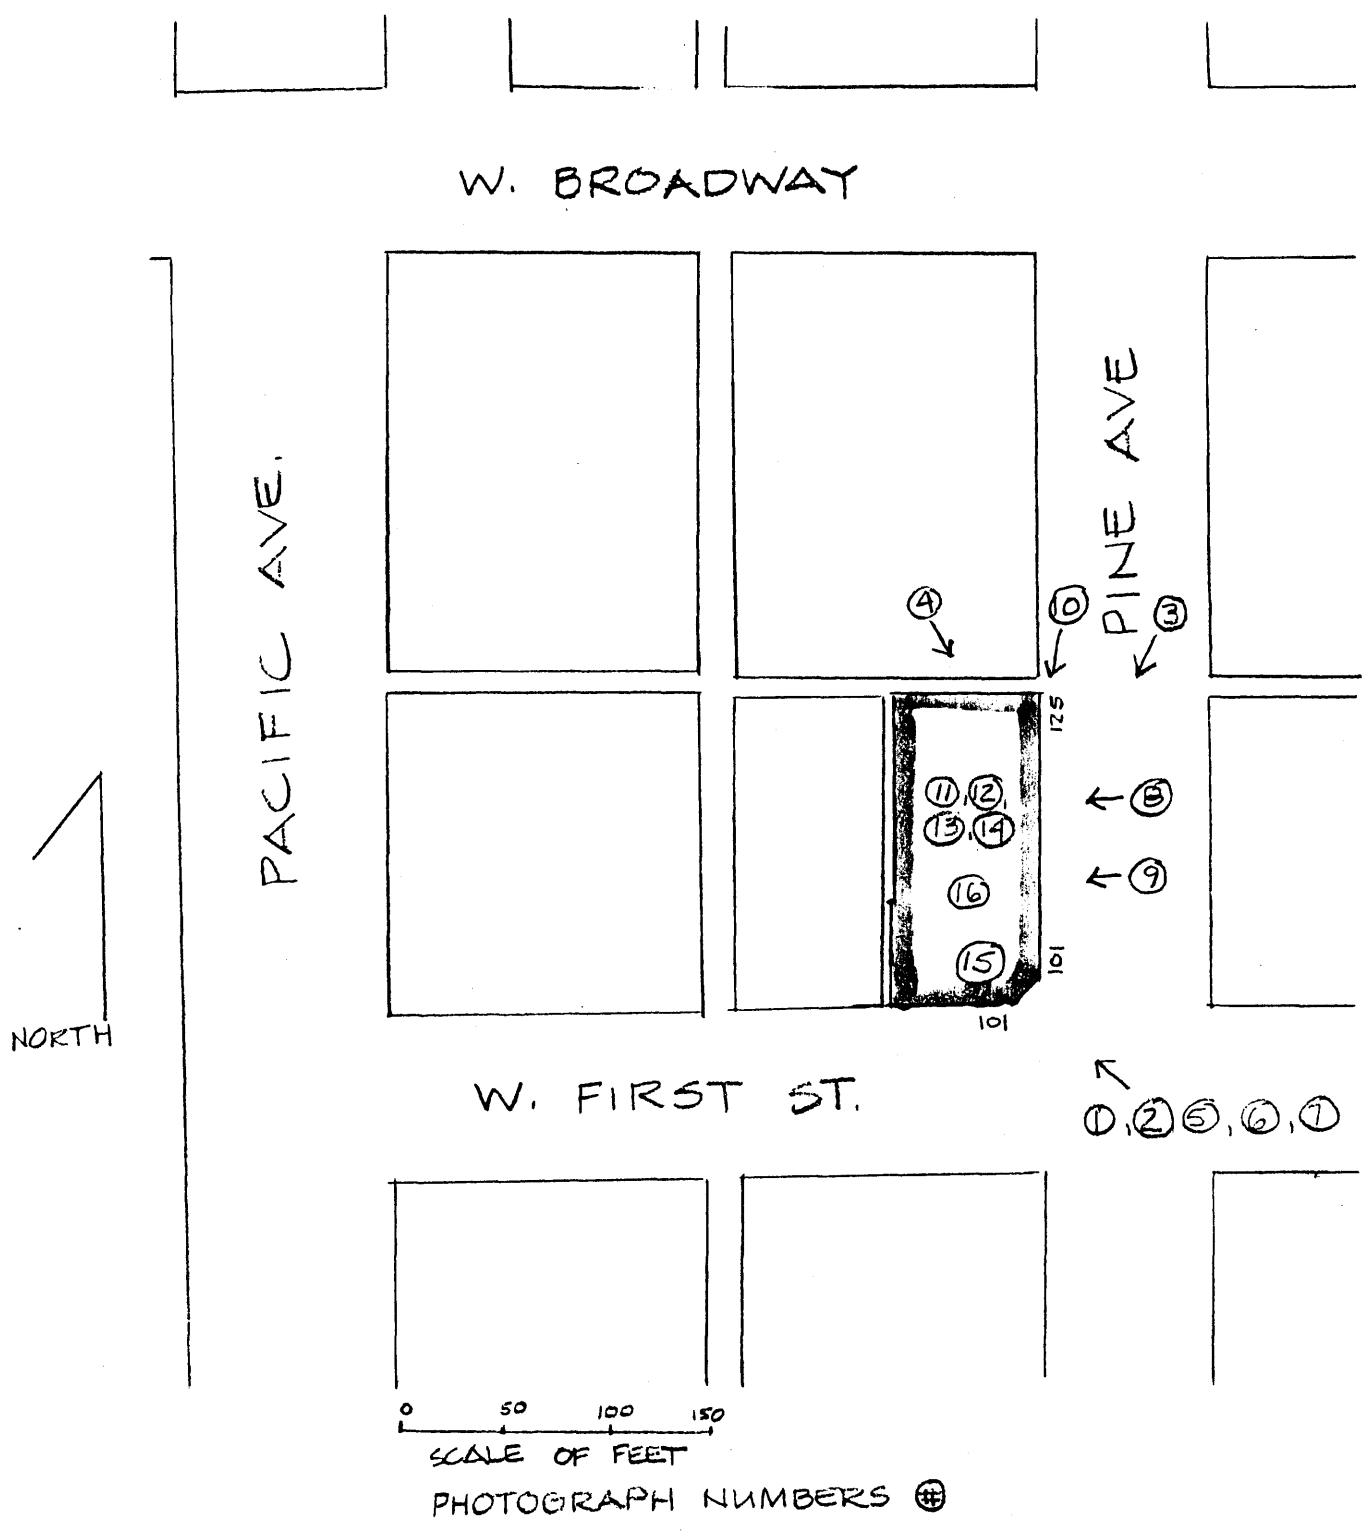 W. BROADWAY
PINE AVE
PACIFIC AVE.
4
10
3
125
11, 12,
13, 14
8
16
9
15
101
101
NORTH
W. FIRST ST.
1, 2, 5, 6, 7
0 50 100 150
SCALE OF FEET
PHOTOGRAPH NUMBERS #